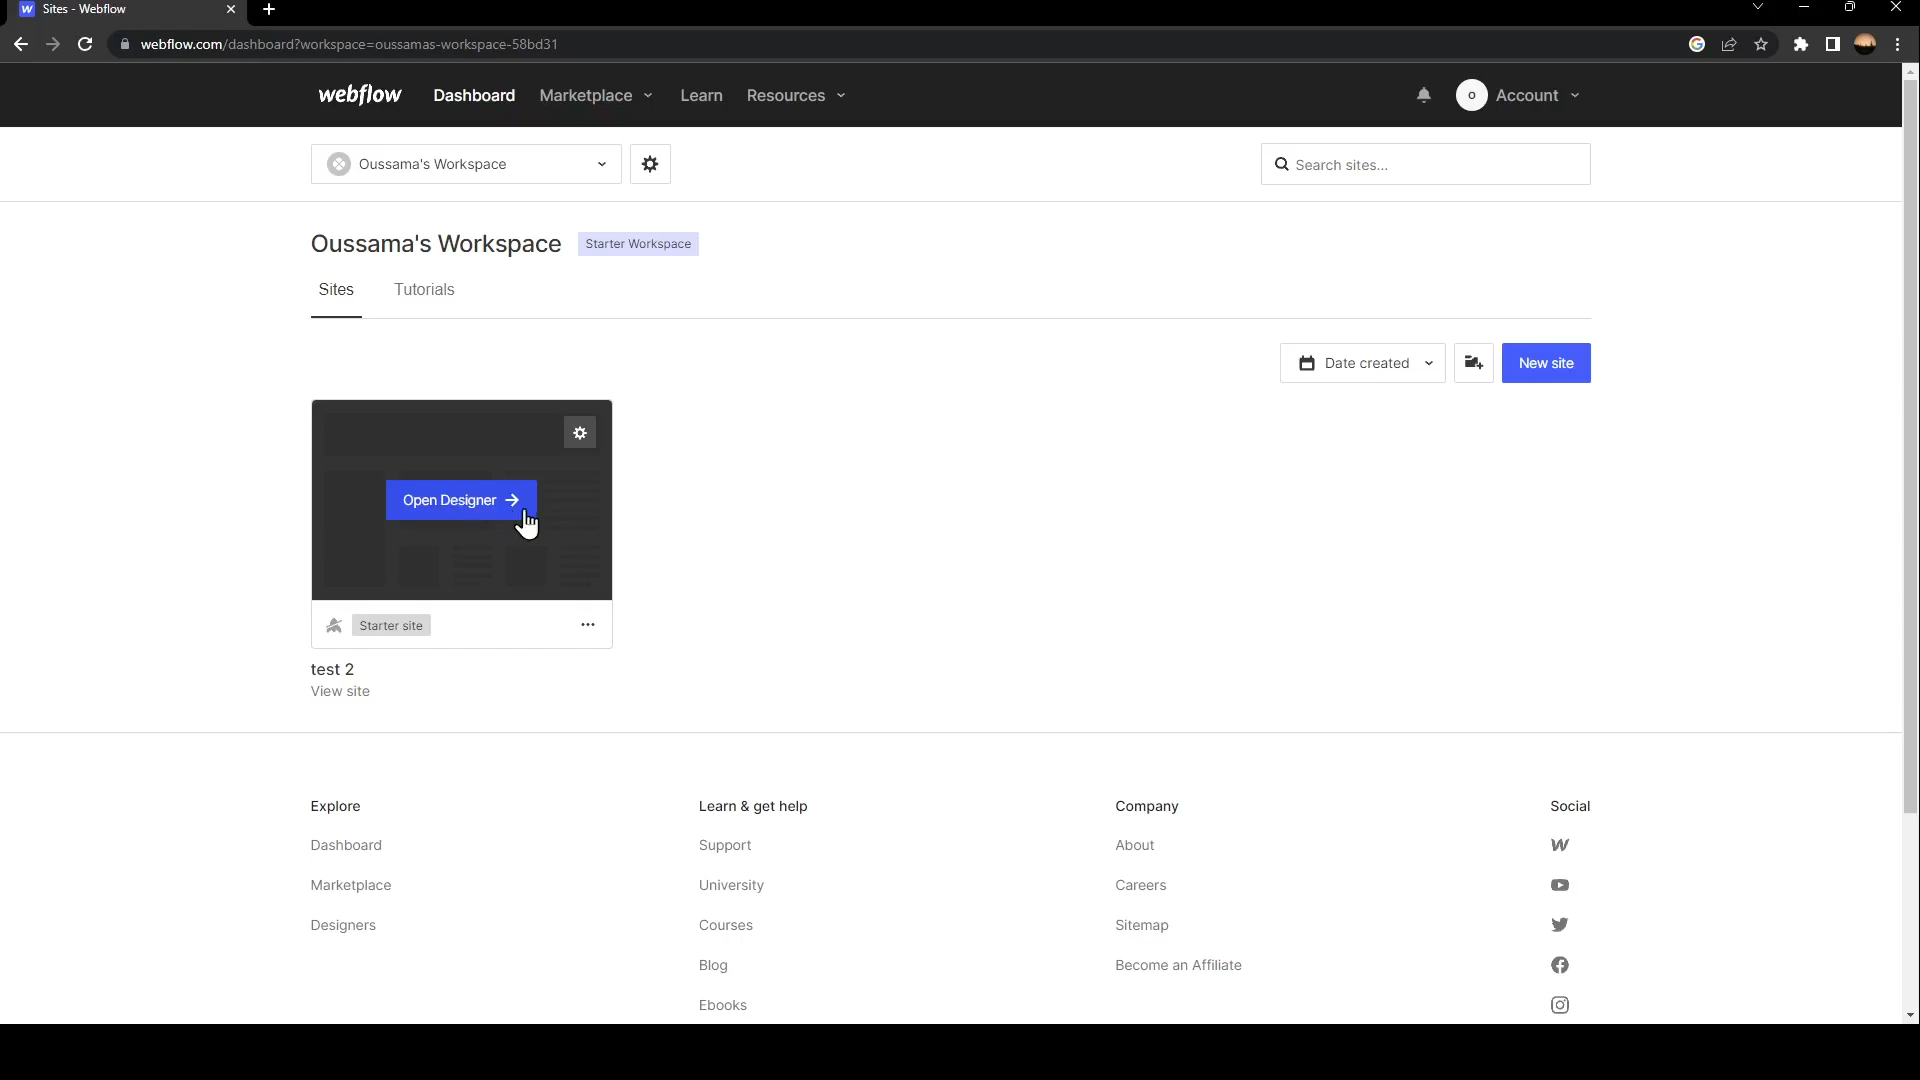 Sites - Webflow
webflow.com/dashboard?workspace=oussamas-workspace-58bd31
webflow Dashboard Marketplace Learn Resources
O Account
Oussama's Workspace
Search sites...
Oussama's Workspace Starter Workspace
Sites Tutorials
Date created New site
Open Designer
Starter site
test 2
View site
Explore Learn & get help Company Social
Dashboard Support About
Marketplace University Careers
Designers Courses Sitemap
Blog Become an Affiliate
Ebooks